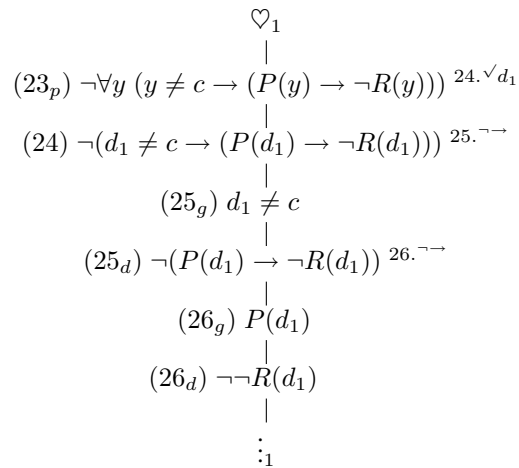 ♡₁
(23ₚ) ¬∀y (y ≠ c → (P(y) → ¬R(y))) 24.√d₁
(24) ¬(d₁ ≠ c → (P(d₁) → ¬R(d₁))) 25.¬→
(25g) d₁ ≠ c
(25d) ¬(P(d₁) → ¬R(d₁)) 26.¬→
(26g) P(d₁)
(26d) ¬¬R(d₁)
⋮₁